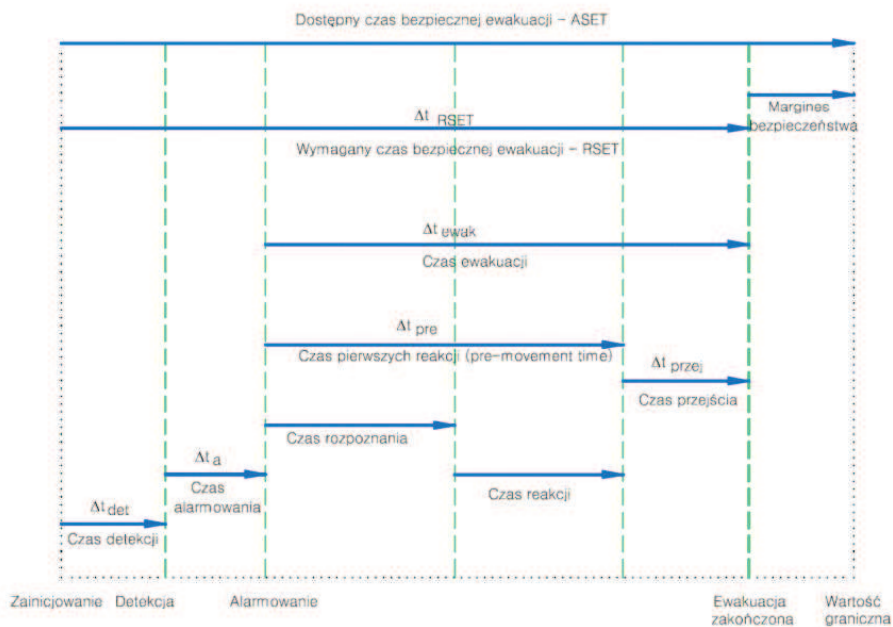 Dostępny czas bezpiecznej ewakuacji – ASET
Margines
bezpieczeństwa
Δt RSET
Wymagany czas bezpiecznej ewakuacji – RSET
Δt ewak
Czas ewakuacji
Δt pre
Czas pierwszych reakcji (pre-movement time)
Δt przej
Czas przejścia
Czas rozpoznania
Δt a
Czas
alarmowania
Czas reakcji
Δt det
Czas detekcji
Zainicjowanie Detekcja Alarmowanie Ewakuacja Wartość
zakończona graniczna